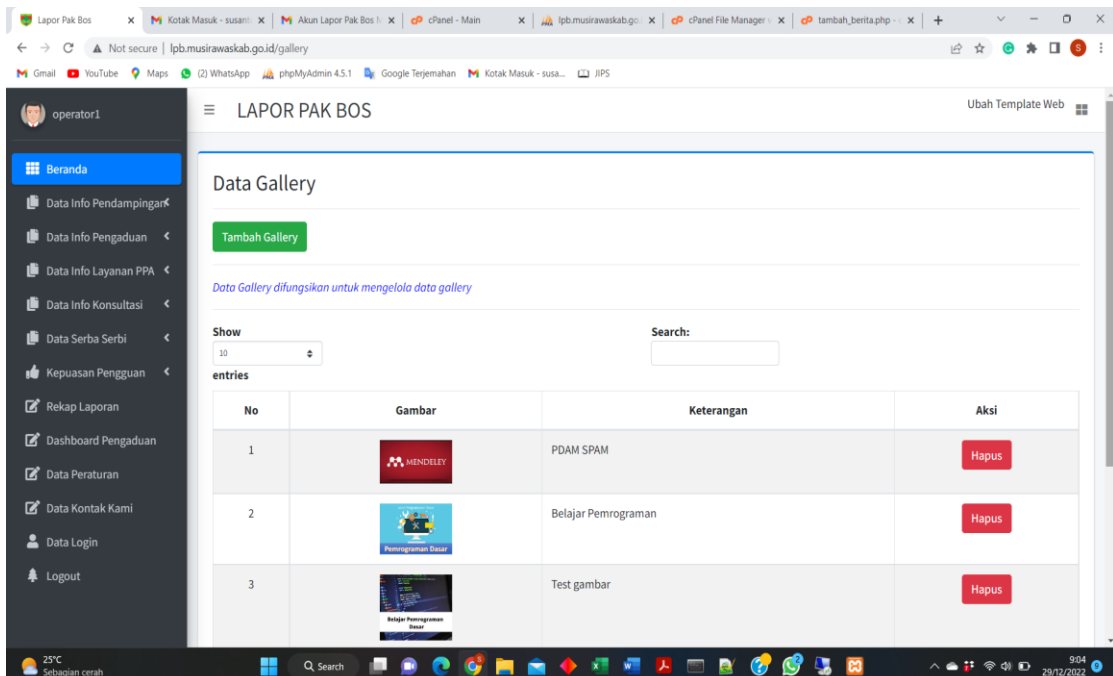 Lapor Pak Bos
Kotak Masuk - susant
Akun Lapor Pak Bos
cPanel - Main
lpb.musirawaskab.go.
cPanel File Manager
tambah_berita.php -
Not secure | lpb.musirawaskab.go.id/gallery
S
Gmail YouTube Maps (2) WhatsApp phpMyAdmin 4.5.1 Google Terjemahan Kotak Masuk - susa... JIPS
operator1
LAPOR PAK BOS
Ubah Template Web
Beranda
Data Info Pendampingan
Data Info Pengaduan
Data Info Layanan PPA
Data Info Konsultasi
Data Serba Serbi
Kepuasan Pengguan
Rekap Laporan
Dashboard Pengaduan
Data Peraturan
Data Kontak Kami
Data Login
Logout
Data Gallery
Tambah Gallery
Data Gallery difungsikan untuk mengelola data gallery
Show
10
entries
Search:
No Gambar Keterangan Aksi
1 MENDELEY PDAM SPAM Hapus
2 Pemrograman Dasar Belajar Pemrograman Hapus
3 Belajar Pemrograman Dasar Test gambar Hapus
25°C
Sebagian cerah
Search
9:04
29/12/2022
9